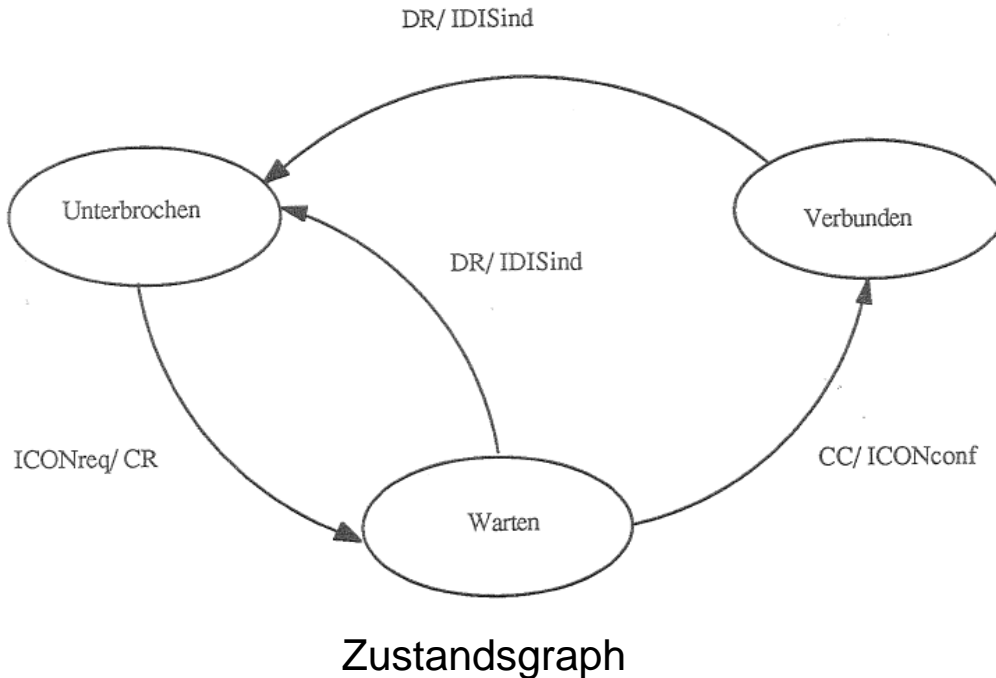 DR/ IDISind
Unterbrochen
Verbunden
DR/ IDISind
ICONreq/ CR
CC/ ICONconf
Warten
Zustandsgraph